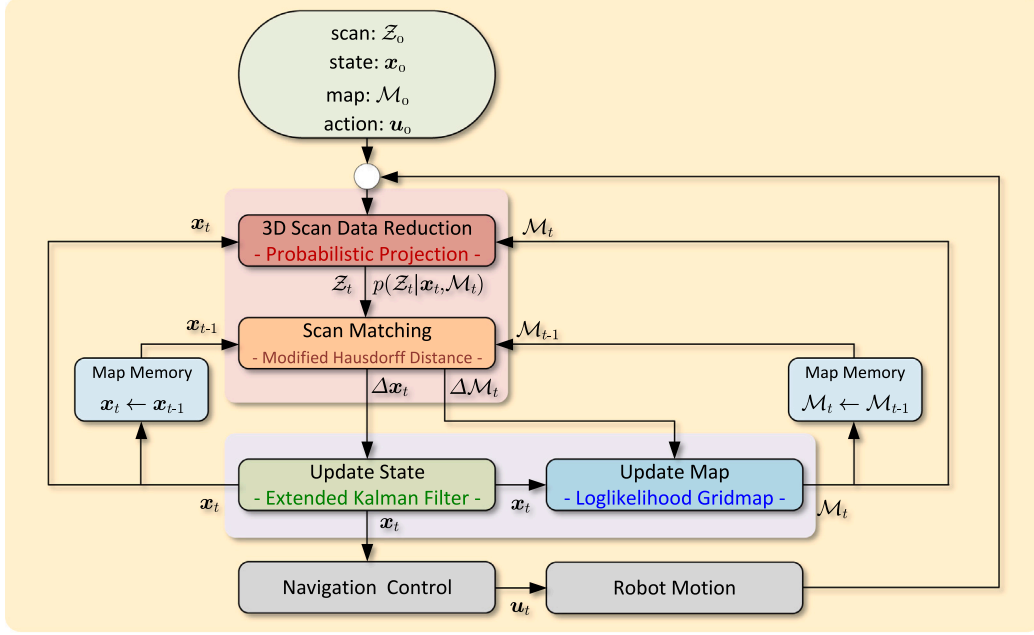 scan: 𝒵₀
state: 𝒙₀
map: ℳ₀
action: 𝒖₀
𝒙ₜ
3D Scan Data Reduction
- Probabilistic Projection -
ℳₜ
𝒵ₜ p(𝒵ₜ|𝒙ₜ,ℳₜ)
𝒙ₜ₋₁
Scan Matching
- Modified Hausdorff Distance -
ℳₜ₋₁
Map Memory
𝒙ₜ ← 𝒙ₜ₋₁
Δ𝒙ₜ
Δℳₜ
Map Memory
ℳₜ ← ℳₜ₋₁
𝒙ₜ
Update State
- Extended Kalman Filter -
𝒙ₜ
Update Map
- Loglikelihood Gridmap -
ℳₜ
𝒙ₜ
Navigation Control
𝒖ₜ
Robot Motion